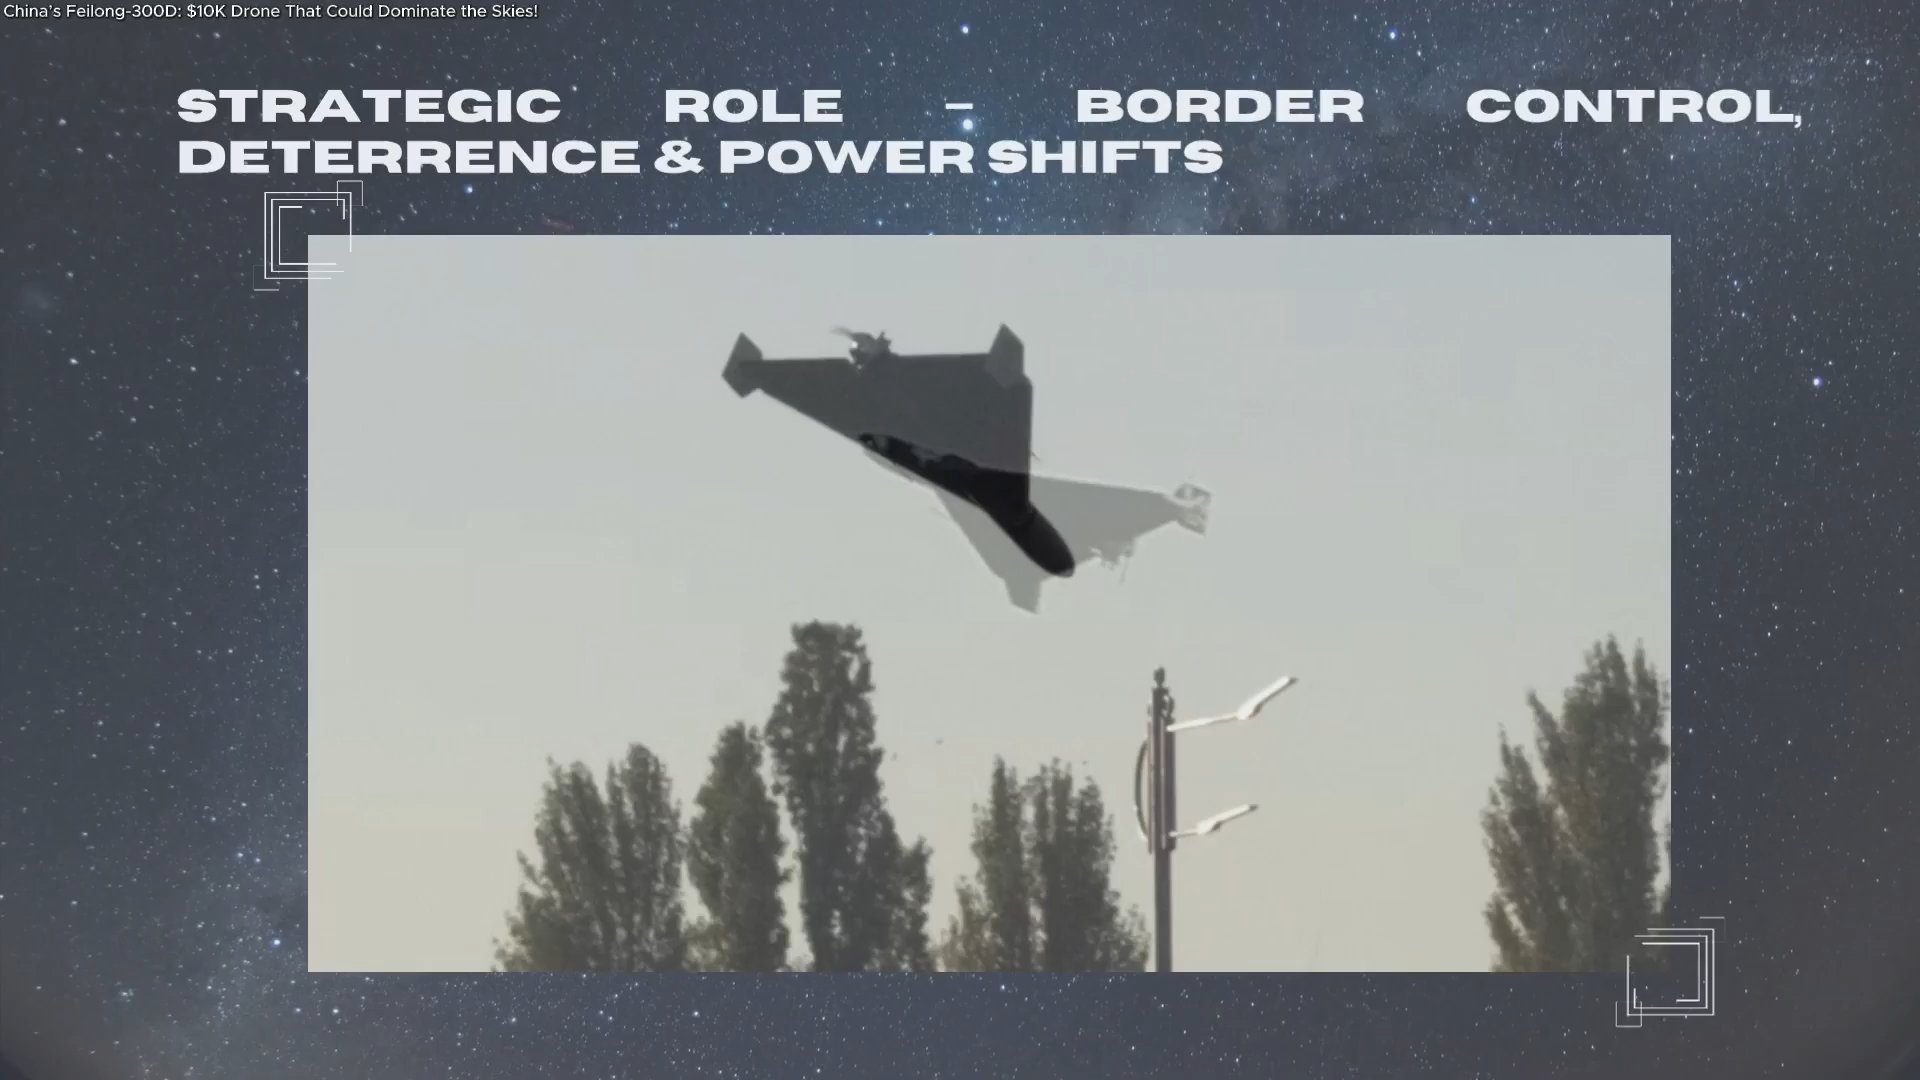 China's Feilong-300D: $10K Drone That Could Dominate the Skies!
STRATEGIC ROLE – BORDER CONTROL,
DETERRENCE & POWER SHIFTS